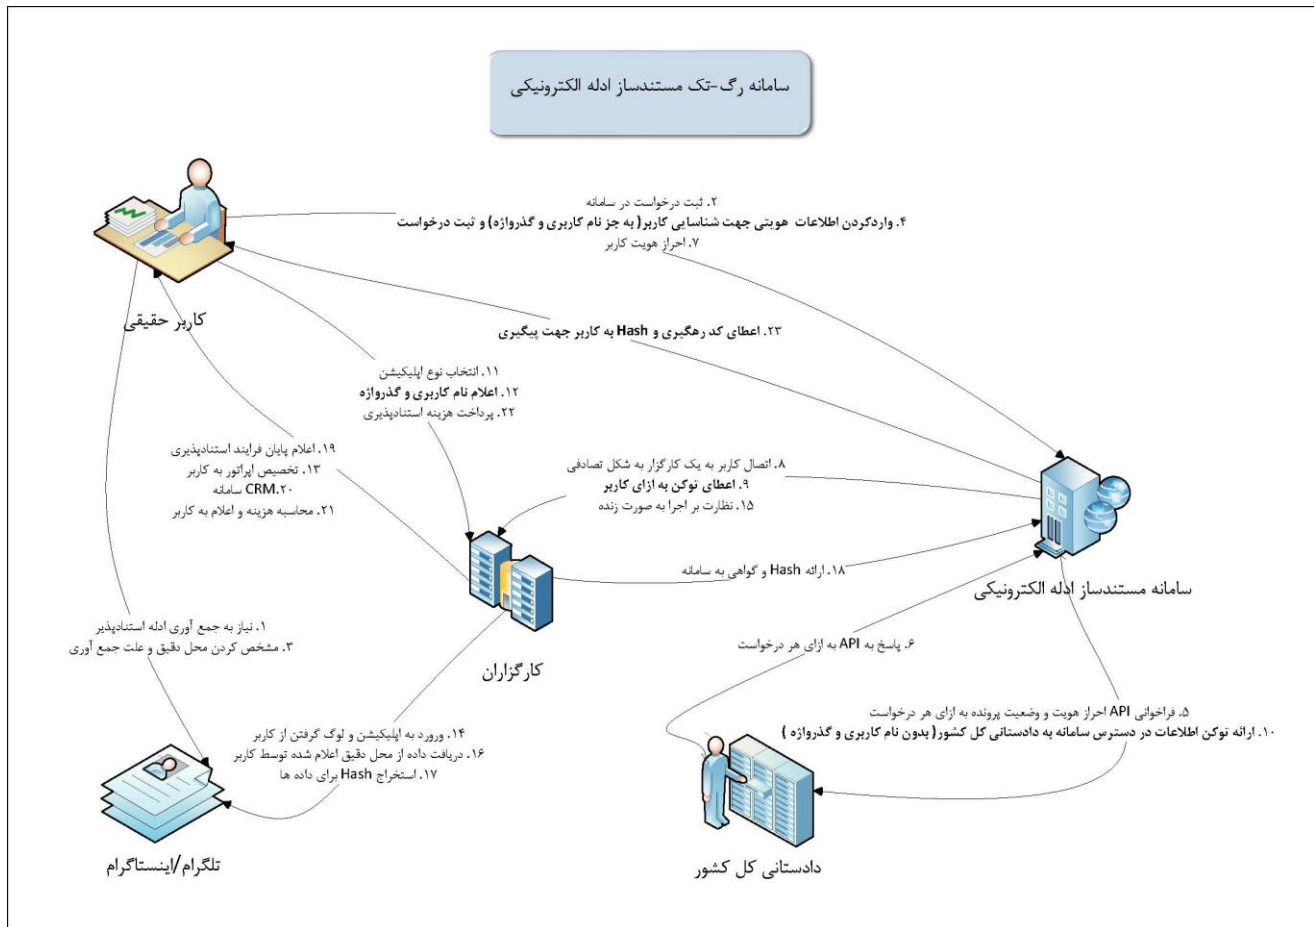 سامانه رگ-تک مستندساز ادله الکترونیکی
۲. ثبت درخواست در سامانه
۴. واردکردن اطلاعات هویتی جهت شناسایی کاربر( به جز نام کاربری و گذرواژه) و ثبت درخواست
۷. احراز هویت کاربر
کاربر حقیقی
۲۳. اعطای کد رهگیری و Hash به کاربر جهت پیگیری
۱۱. انتخاب نوع اپلیکیشن
۱۲. اعلام نام کاربری و گذرواژه
۲۲. پرداخت هزینه استنادپذیری
۱۹. اعلام پایان فرایند استنادپذیری
۱۳. تخصیص اپراتور به کاربر
۲۰.CRM سامانه
۲۱. محاسبه هزینه و اعلام به کاربر
۸. اتصال کاربر به یک کارگزار به شکل تصادفی
۹. اعطای توکن به ازای کاربر
۱۵. نظارت بر اجرا به صورت زنده
۱۸. ارائه Hash و گواهی به سامانه
سامانه مستندساز ادله الکترونیکی
۱. نیاز به جمع آوری ادله استنادپذیر
۳. مشخص کردن محل دقیق و علت جمع آوری
کارگزاران
۶. پاسخ به API به ازای هر درخواست
۵. فراخوانی API احراز هویت و وضعیت پرونده به ازای هر درخواست
۱۰. ارائه توکن اطلاعات در دسترس سامانه به دادستانی کل کشور( بدون نام کاربری و گذرواژه )
۱۴. ورورد به اپلیکیشن و لوگ گرفتن از کاربر
۱۶. دریافت داده از محل دقیق اعلام شده توسط کاربر
۱۷. استخراج Hash برای داده ها
تلگرام/اینستاگرام
دادستانی کل کشور